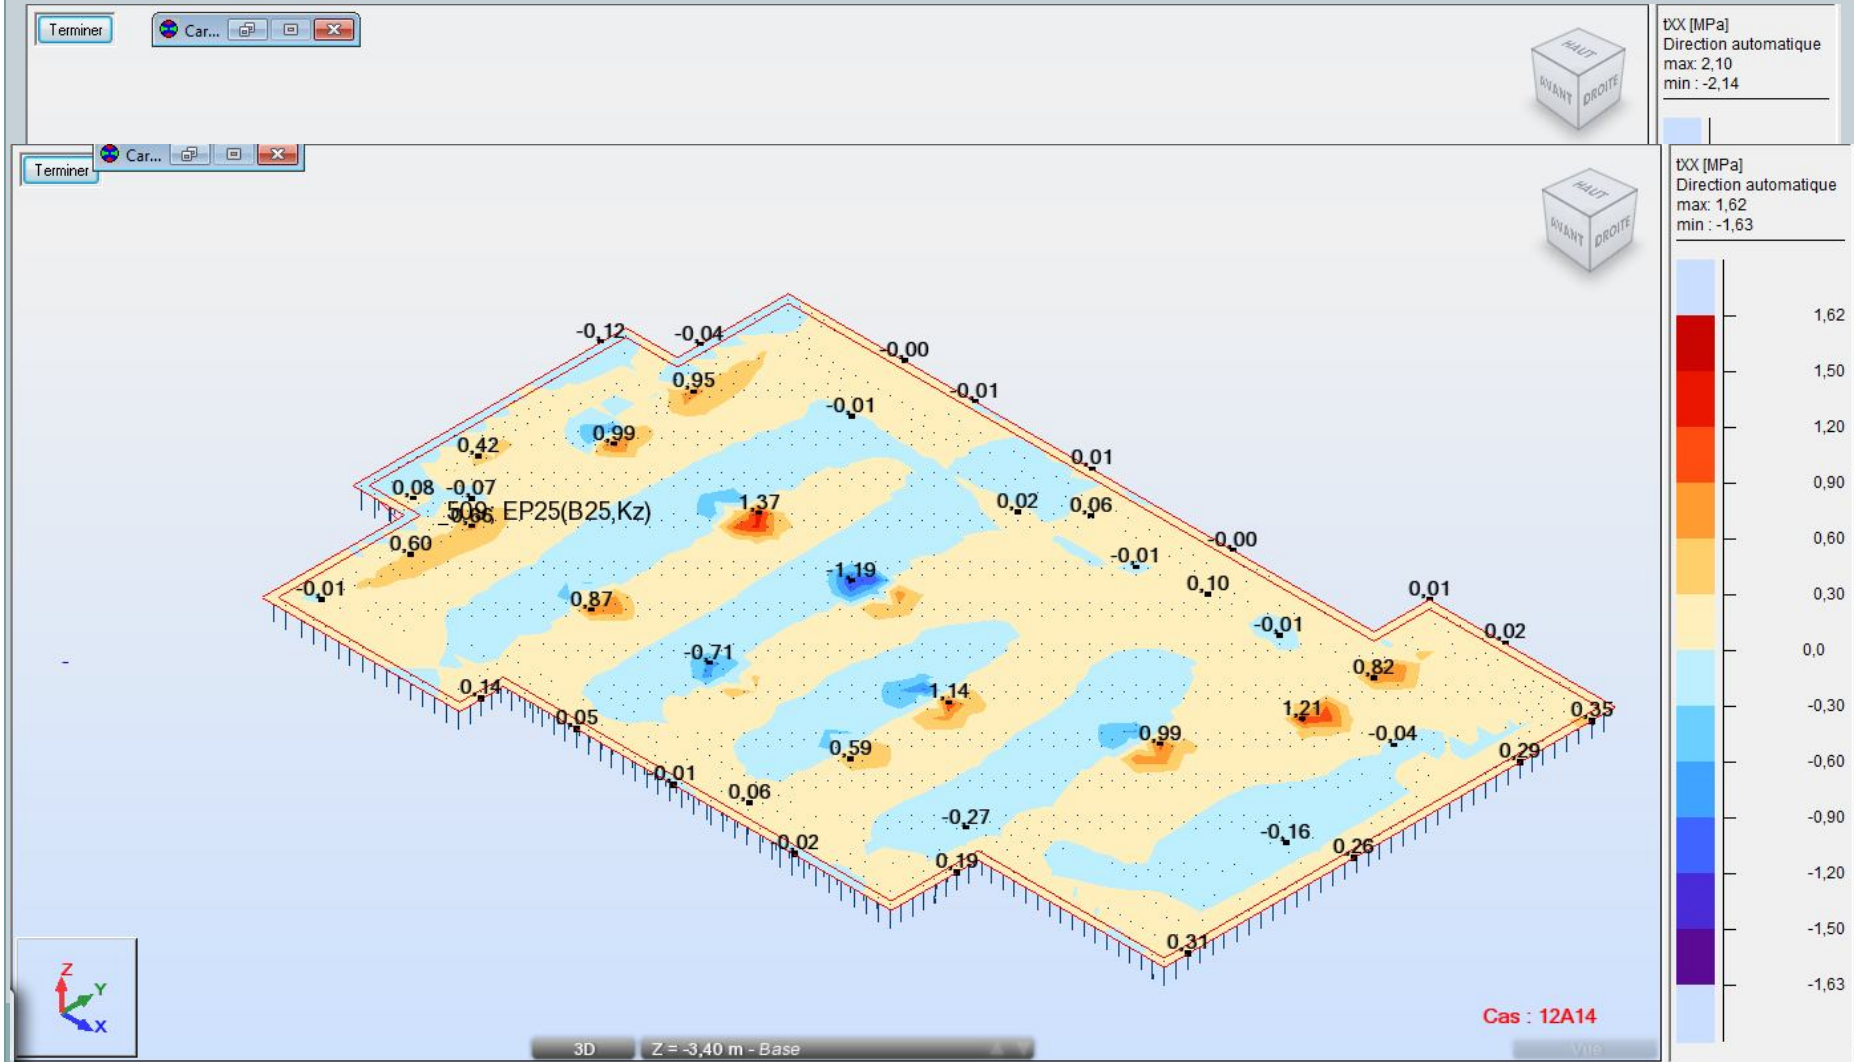 Terminer
Car...
HAUT
AVANT
DROITE
tXX [MPa]
Direction automatique
max: 2,10
min : -2,14
Terminer
Car...
HAUT
AVANT
DROITE
tXX [MPa]
Direction automatique
max: 1,62
min : -1,63
1,62
1,50
1,20
0,90
0,60
0,30
0,0
-0,30
-0,60
-0,90
-1,20
-1,50
-1,63
-0,12
-0,04
-0,00
0,95
-0,01
-0,01
0,99
0,42
0,01
0,08
-0,07
EP25(B25,Kz)
1,37
0,02
0,06
0,60
-0,00
-0,01
-1,19
0,10
-0,01
0,87
0,01
-0,01
0,02
-0,71
0,82
0,14
1,14
0,05
1,21
0,35
0,99
-0,04
0,59
0,29
-0,01
0,06
-0,27
-0,16
0,02
0,26
0,19
0,31
Z
Y
X
Cas : 12A14
3D
Z = -3,40 m - Base
Vue